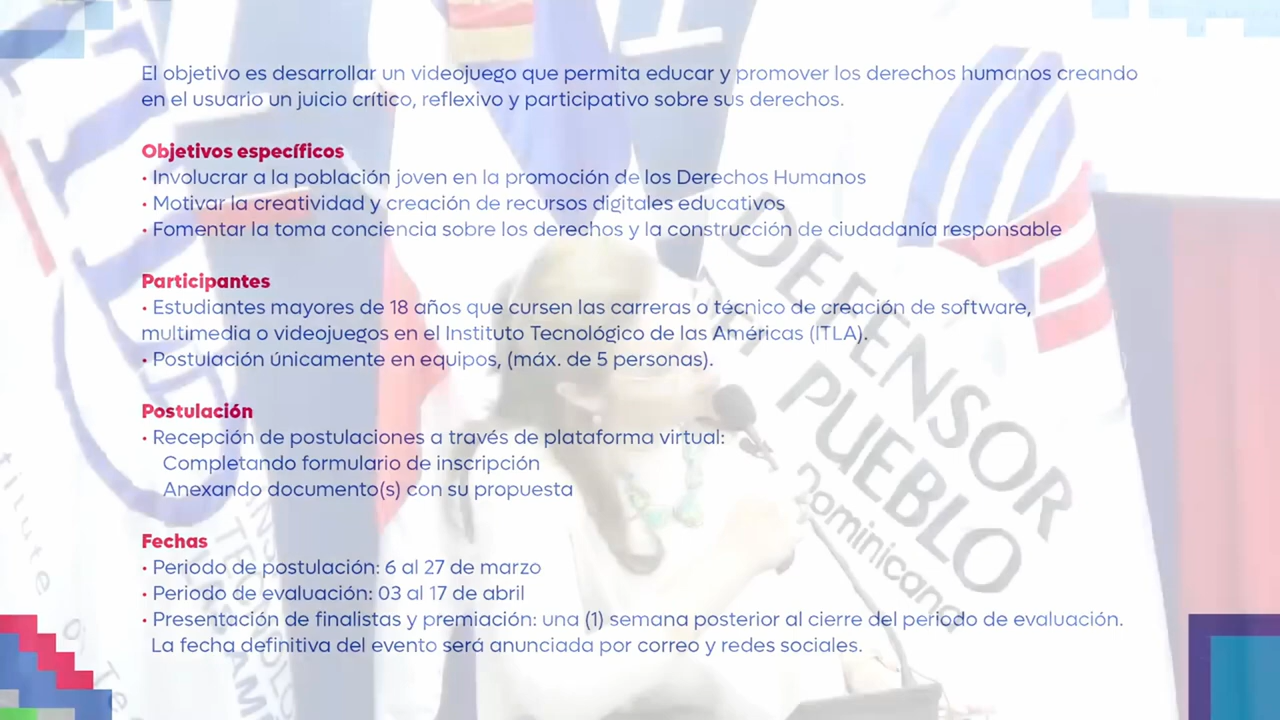 El objetivo es desarrollar un videojuego que permita educar y promover los derechos humanos creando
en el usuario un juicio crítico, reflexivo y participativo sobre sus derechos.
Objetivos específicos
• Involucrar a la población joven en la promoción de los Derechos Humanos
• Motivar la creatividad y creación de recursos digitales educativos
• Fomentar la toma conciencia sobre los derechos y la construcción de ciudadanía responsable
Participantes
• Estudiantes mayores de 18 años que cursen las carreras o técnico de creación de software,
multimedia o videojuegos en el Instituto Tecnológico de las Américas (ITLA).
• Postulación únicamente en equipos, (máx. de 5 personas).
Postulación
• Recepción de postulaciones a través de plataforma virtual:
Completando formulario de inscripción
Anexando documento(s) con su propuesta
Fechas
• Periodo de postulación: 6 al 27 de marzo
• Periodo de evaluación: 03 al 17 de abril
• Presentación de finalistas y premiación: una (1) semana posterior al cierre del periodo de evaluación.
La fecha definitiva del evento será anunciada por correo y redes sociales.
DEFENSOR
DEL PUEBLO
Dominicana